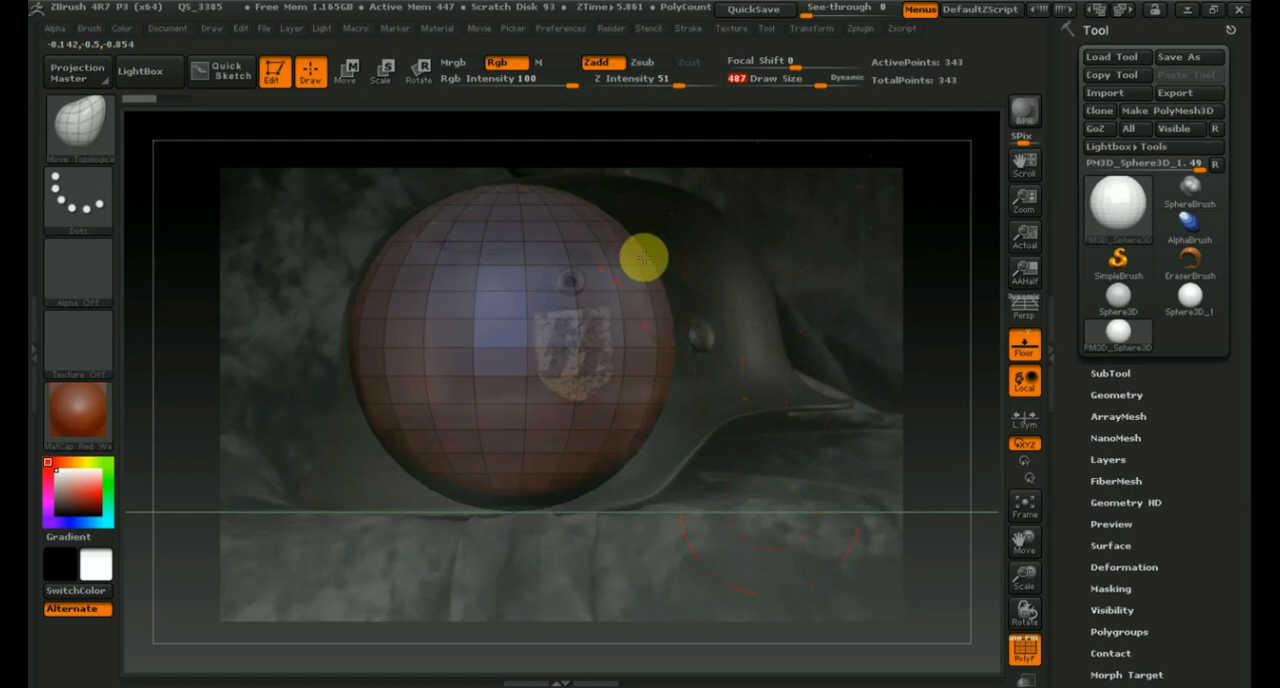 ZBrush 4R7 P3 (x64) QS_3385 • Free Mem 1.165GB • Active Mem 447 • Scratch Disk 93 • ZTime▸5.861 • PolyCount QuickSave See-through 0 Menus DefaultZScript
Alpha Brush Color Document Draw Edit File Layer Light Macro Marker Material Movie Picker Preferences Render Stencil Stroke Texture Tool Transform Zplugin Zscript
-0.142,-0.5,-0.854
Projection Master
LightBox
Quick Sketch
Edit
Draw
Move
Scale
Rotate
Mrgb Rgb M
Rgb Intensity 100
Zadd Zsub Zcut
Z Intensity 51
Focal Shift 0
487 Draw Size Dynamic
ActivePoints: 343
TotalPoints: 343
Move Topological
Dots
Alpha Off
Texture Off
MatCap Red Wa
Gradient
SwitchColor
Alternate
BPR
SPix
Scroll
Zoom
Actual
AAHalf
Dynamic
Persp
Floor
Local
L.Sym
XYZ
Frame
Move
Scale
Rotate
PolyF
Tool
Load Tool Save As
Copy Tool Paste Tool
Import Export
Clone Make PolyMesh3D
GoZ All Visible R
Lightbox▸Tools
PM3D_Sphere3D_1. 49 R
PM3D_Sphere3D
SphereBrush
AlphaBrush
SimpleBrush
EraserBrush
Sphere3D
Sphere3D_1
PM3D_Sphere3D
SubTool
Geometry
ArrayMesh
NanoMesh
Layers
FiberMesh
Geometry HD
Preview
Surface
Deformation
Masking
Visibility
Polygroups
Contact
Morph Target